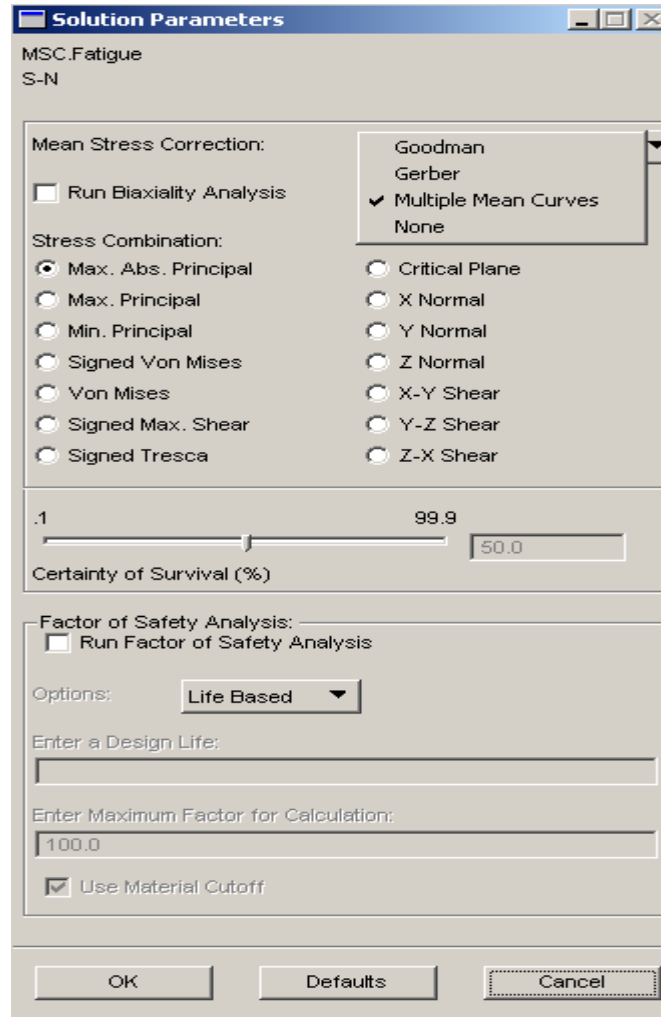 Solution Parameters
MSC.Fatigue
S-N
Mean Stress Correction:
Goodman
Gerber
Multiple Mean Curves
None
Run Biaxiality Analysis
Stress Combination:
Max. Abs. Principal
Critical Plane
Max. Principal
X Normal
Min. Principal
Y Normal
Signed Von Mises
Z Normal
Von Mises
X-Y Shear
Signed Max. Shear
Y-Z Shear
Signed Tresca
Z-X Shear
.1
99.9
50.0
Certainty of Survival (%)
Factor of Safety Analysis:
Run Factor of Safety Analysis
Options:
Life Based
Enter a Design Life:
Enter Maximum Factor for Calculation:
100.0
Use Material Cutoff
OK
Defaults
Cancel